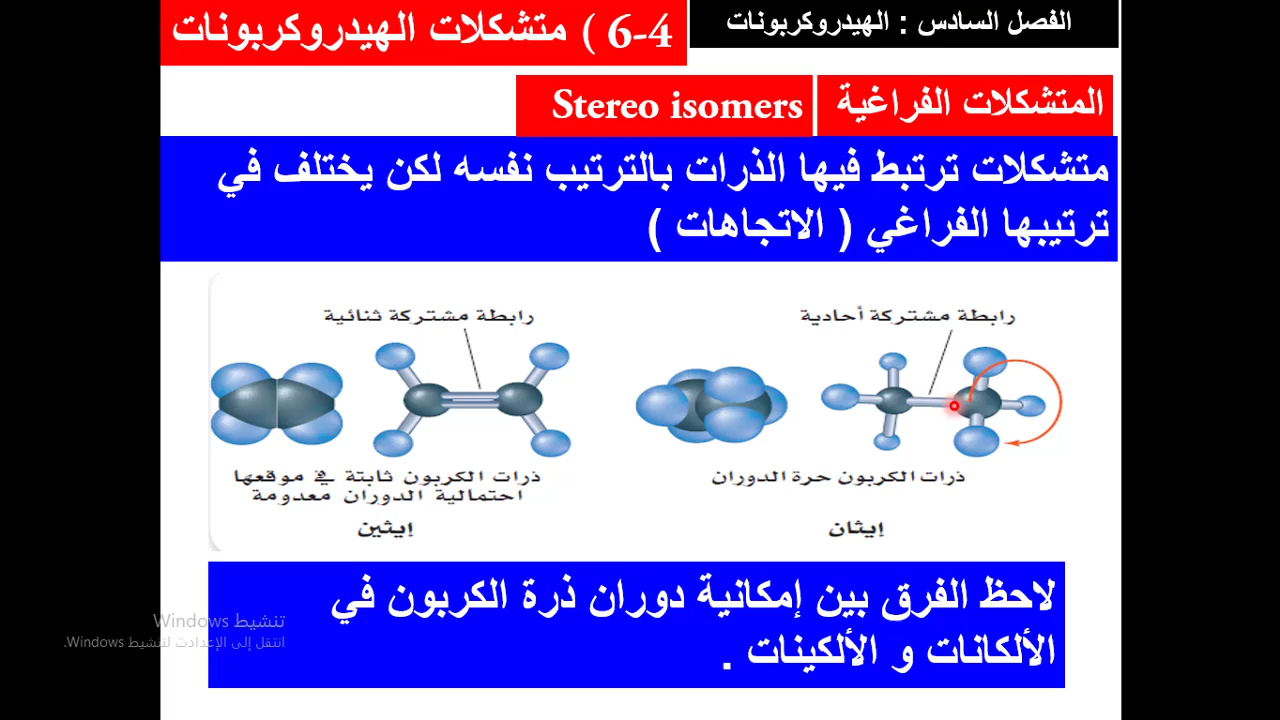 الفصل السادس : الهيدروكربونات
6-4 ) متشكلات الهيدروكربونات
المتشكلات الفراغية
Stereo isomers
متشكلات ترتبط فيها الذرات بالترتيب نفسه لكن يختلف في
ترتيبها الفراغي ( الاتجاهات )
رابطة مشتركة أحادية
رابطة مشتركة ثنائية
ذرات الكربون حرة الدوران
إيثان
ذرات الكربون ثابتة في موقعها
احتمالية الدوران معدومة
إيثين
لاحظ الفرق بين إمكانية دوران ذرة الكربون في
الألكانات و الألكينات .
تنشيط Windows
انتقل إلى الإعدادت لتنشيط Windows.